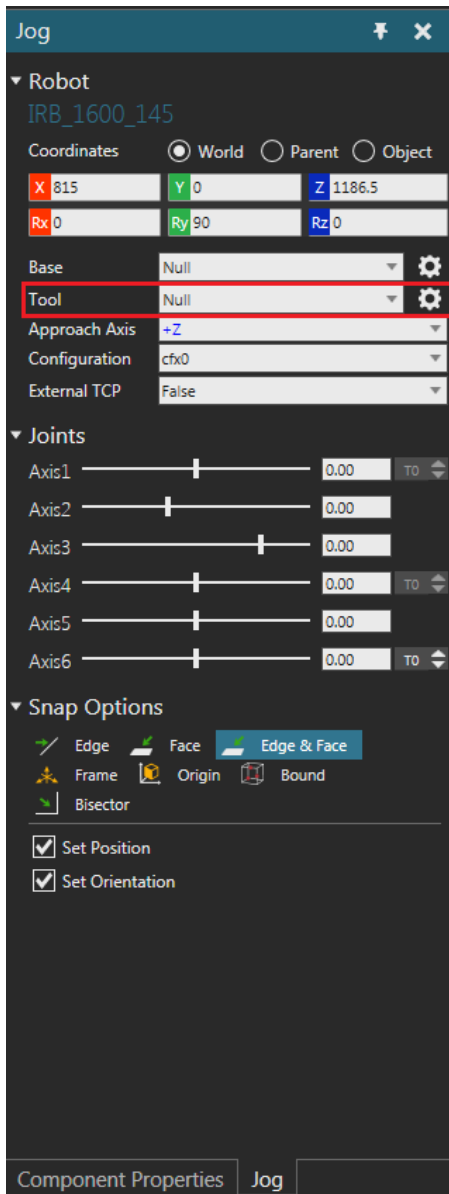 Jog
Robot
IRB_1600_145
Coordinates World Parent Object
X 815 Y 0 Z 1186.5
Rx 0 Ry 90 Rz 0
Base Null
Tool Null
Approach Axis +Z
Configuration cfx0
External TCP False
Joints
Axis1 0.00 T0
Axis2 0.00
Axis3 0.00
Axis4 0.00 T0
Axis5 0.00
Axis6 0.00 T0
Snap Options
Edge Face Edge & Face
Frame Origin Bound
Bisector
Set Position
Set Orientation
Component Properties Jog